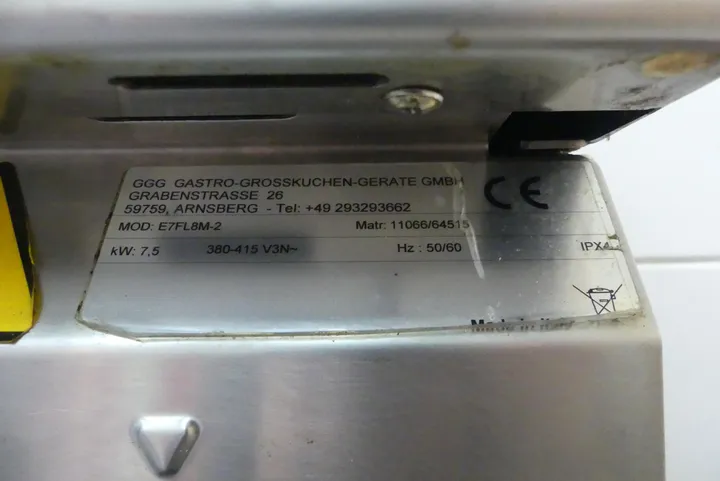 GGG GASTRO-GROSSKUCHEN-GERATE GMBH
GRABENSTRASSE 26
59759, ARNSBERG - Tel: +49 293293662
CE
MOD: E7FL8M-2 Matr: 11066/64515
kW: 7,5 380-415 V3N~ Hz : 50/60 IPX4